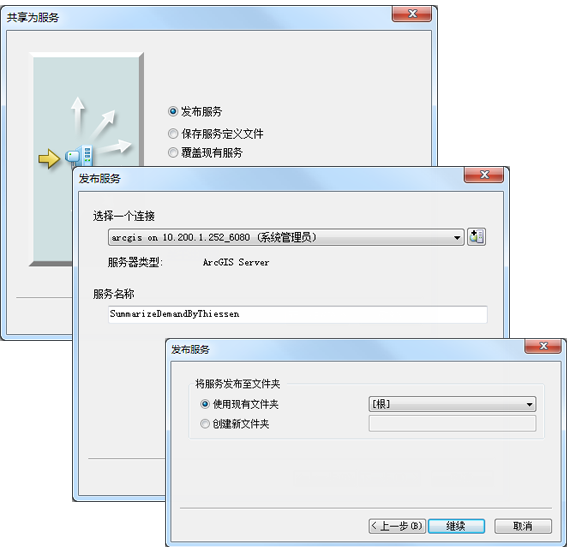 共享为服务
发布服务
保存服务定义文件
覆盖现有服务
发布服务
选择一个连接
arcgis on 10.200.1.252_6080 (系统管理员)
服务器类型: ArcGIS Server
服务名称
SummarizeDemandByThiessen
发布服务
将服务发布至文件夹
使用现有文件夹 [根]
创建新文件夹
< 上一步(B) 继续 取消